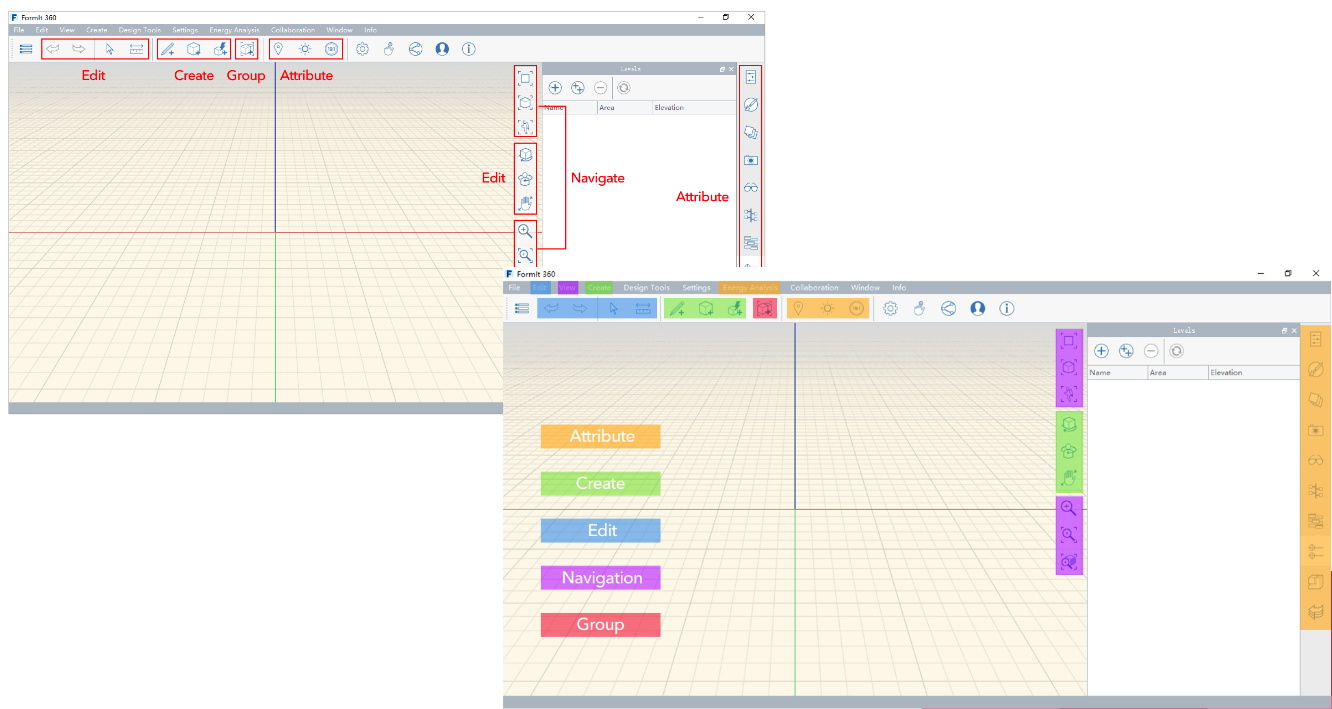 FormIt 360
File Edit View Create Design Tools Settings Energy Analysis Collaboration Window Info
Edit Create Group Attribute
Levels
Name Area Elevation
Edit Navigate
Attribute
FormIt 360
File Edit View Create Design Tools Settings Energy Analysis Collaboration Window Info
Levels
Name Area Elevation
Attribute
Create
Edit
Navigation
Group